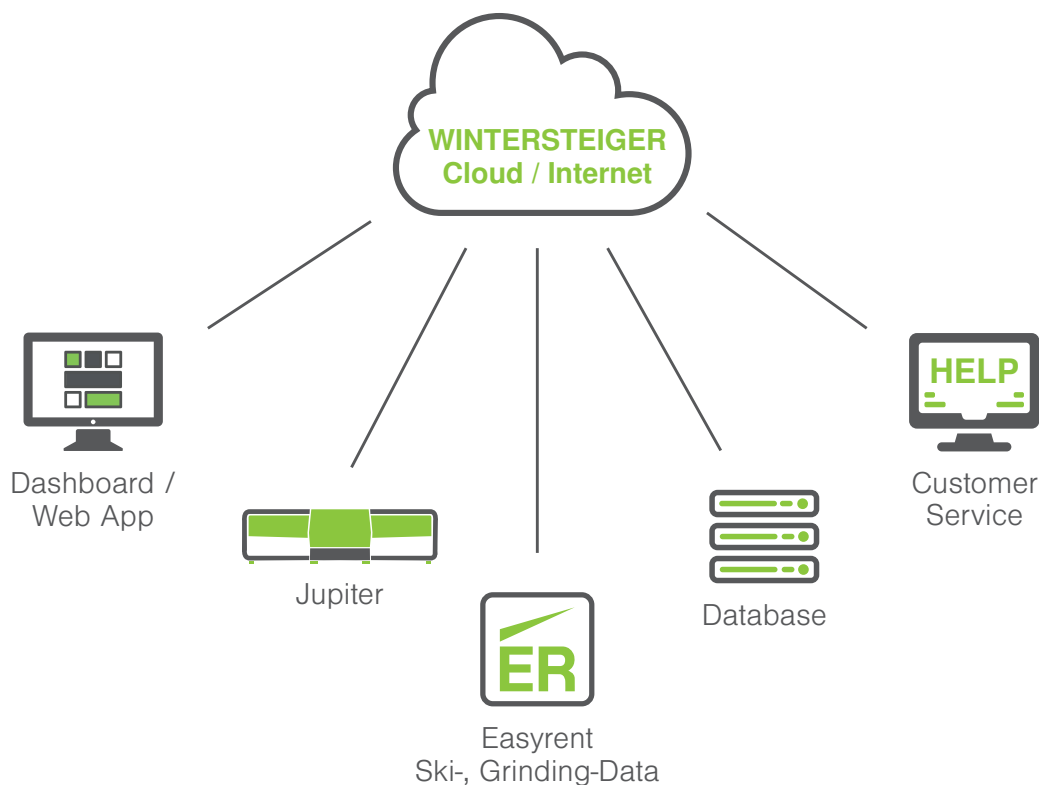 WINTERSTEIGER
Cloud / Internet
HELP
Dashboard /
Web App
Customer
Service
Jupiter
Database
ER
Easyrent
Ski-, Grinding-Data